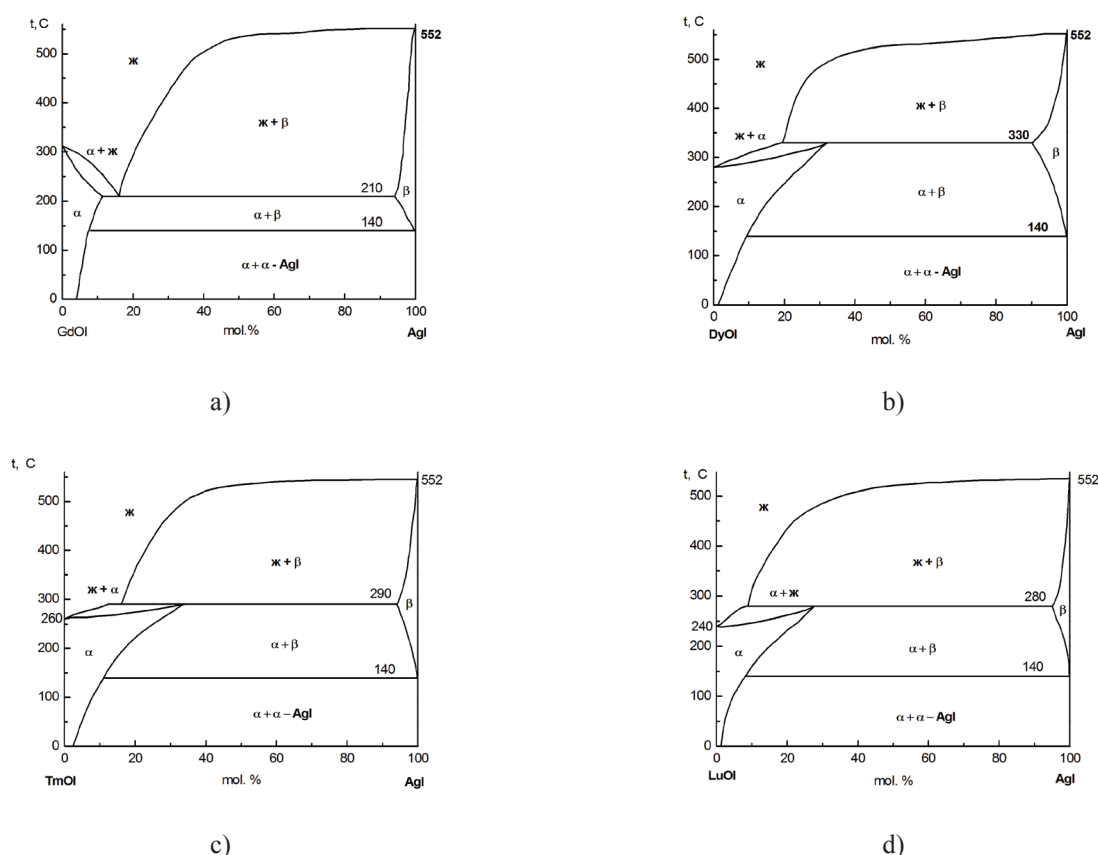 t, C
552
500
ж
400
ж + β
300
α + ж
210
200
β
α
α + β
140
100
α + α - AgI
0
0 20 40 60 80 100
GdOI mol. % AgI
a)
t, C
552
500
ж
400
ж + β
ж + α
330
300
β
200
α
α + β
140
100
α + α - AgI
0
0 20 40 60 80 100
DyOI mol. % AgI
b)
t, C
552
500
ж
400
ж + β
ж + α
300
290
260
β
200
α
α + β
140
100
α + α – AgI
0
0 20 40 60 80 100
TmOI mol. % AgI
c)
t, C
552
500
ж
400
ж + β
300
α + ж
280
240
β
200
α
α + β
140
100
α + α – AgI
0
0 20 40 60 80 100
LuOI mol. % AgI
d)